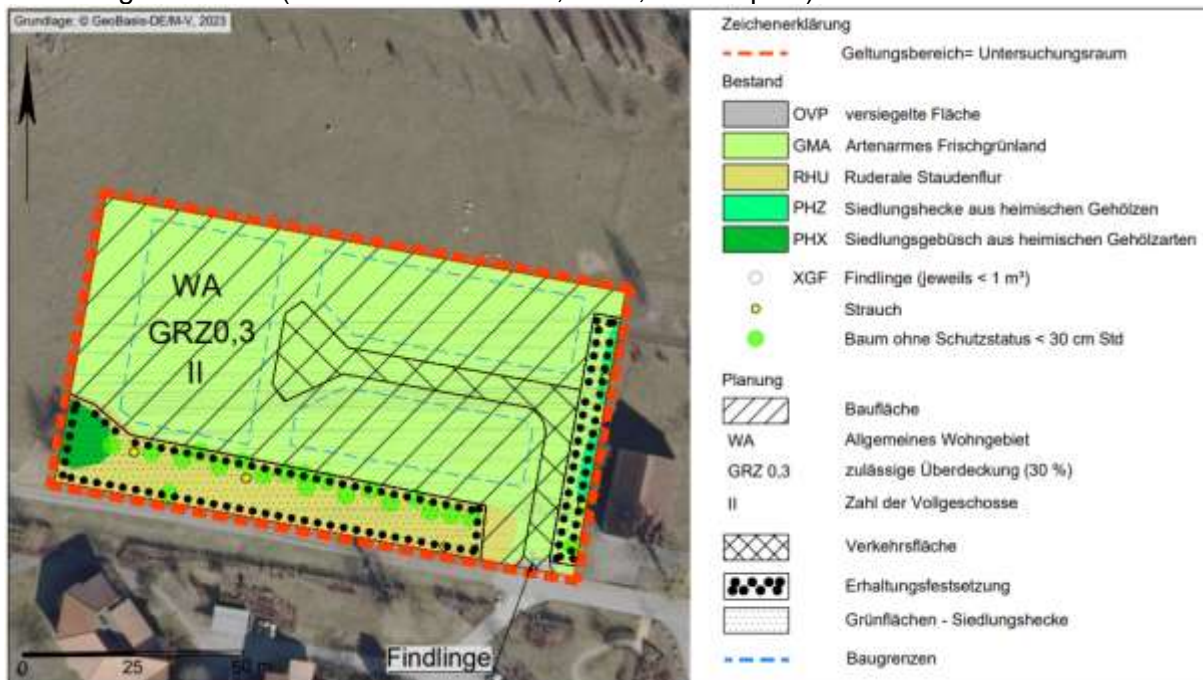 Grundlage: © GeoBasis-DE/M-V, 2023
WA
GRZ0,3
II
0 25 50 m
Findlinge
Zeichenerklärung
Geltungsbereich= Untersuchungsraum
Bestand
OVP versiegelte Fläche
GMA Artenarmes Frischgrünland
RHU Ruderale Staudenflur
PHZ Siedlungshecke aus heimischen Gehölzen
PHX Siedlungsgebüsch aus heimischen Gehölzarten
XGF Findlinge (jeweils < 1 m³)
Strauch
Baum ohne Schutzstatus < 30 cm Std
Planung
Baufläche
WA Allgemeines Wohngebiet
GRZ 0,3 zulässige Überdeckung (30 %)
II Zahl der Vollgeschosse
Verkehrsfläche
Erhaltungsfestsetzung
Grünflächen - Siedlungshecke
Baugrenzen